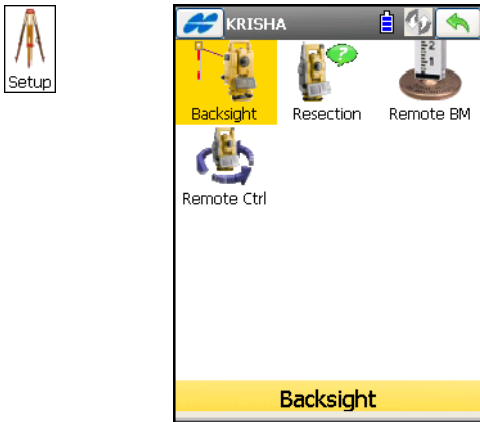 Setup
KRISHA
Backsight Resection Remote BM
Remote Ctrl
Backsight